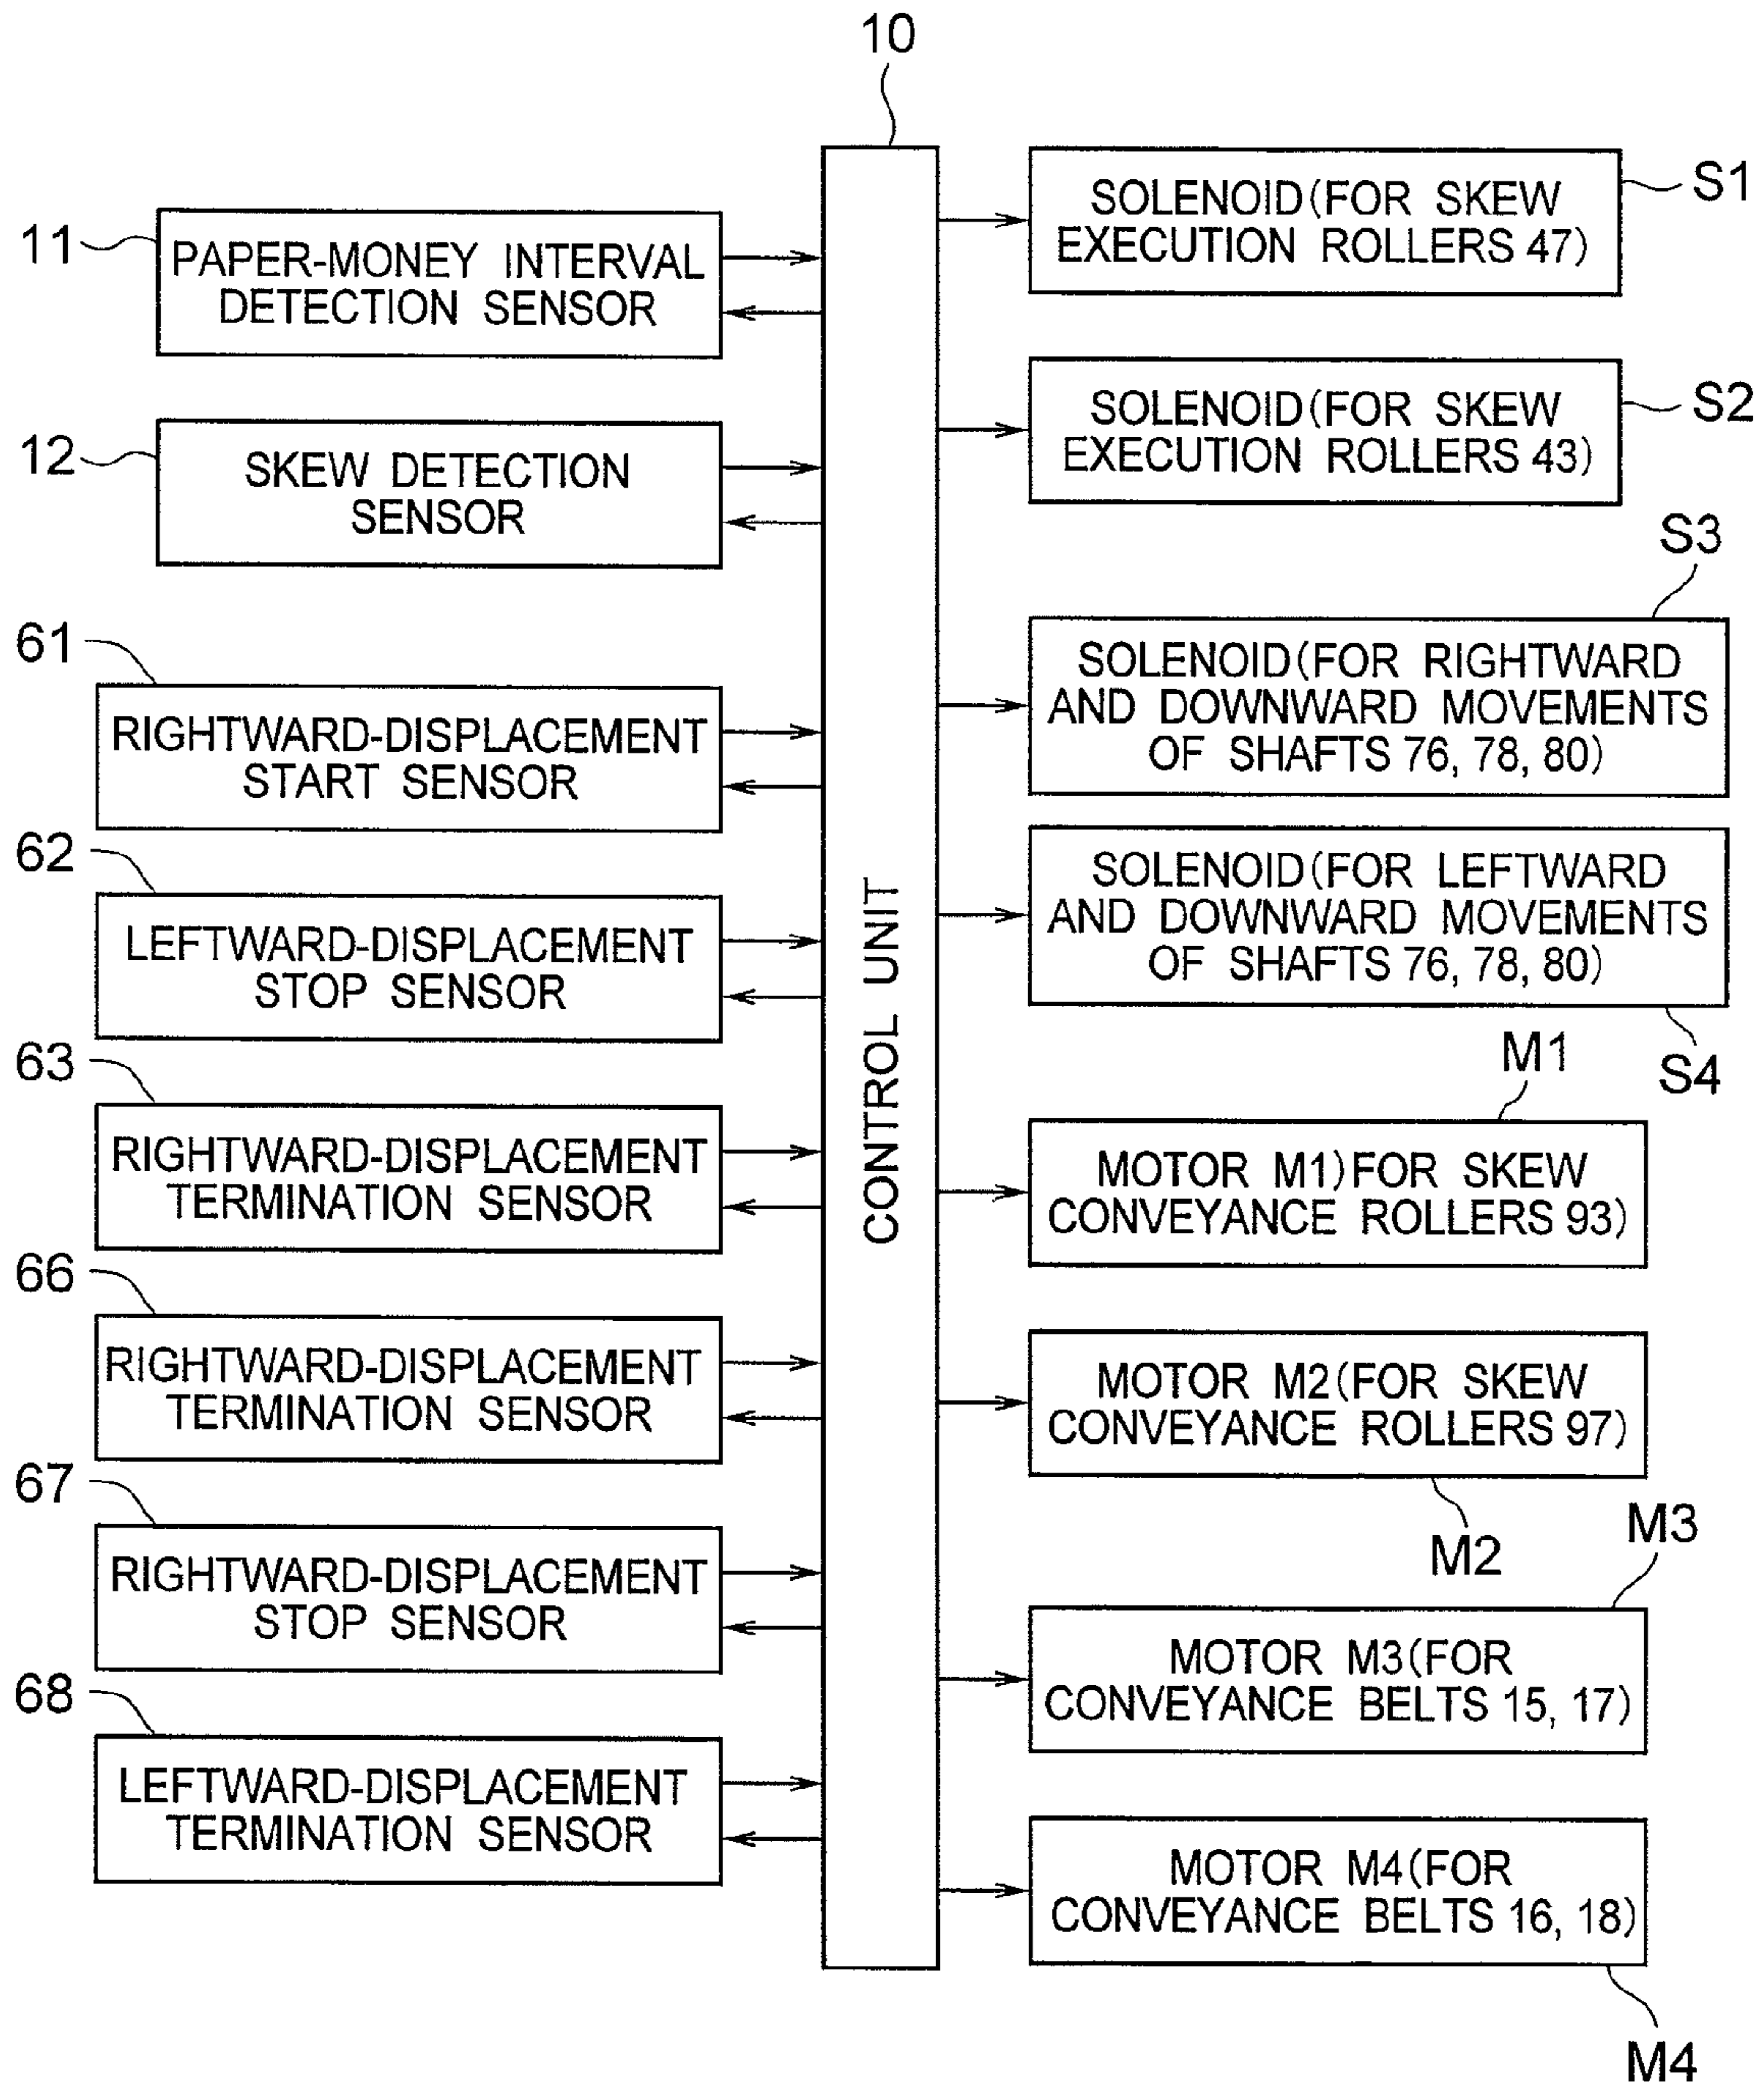 10
11
PAPER-MONEY INTERVAL
DETECTION SENSOR
12
SKEW DETECTION
SENSOR
61
RIGHTWARD-DISPLACEMENT
START SENSOR
62
LEFTWARD-DISPLACEMENT
STOP SENSOR
63
RIGHTWARD-DISPLACEMENT
TERMINATION SENSOR
66
RIGHTWARD-DISPLACEMENT
TERMINATION SENSOR
67
RIGHTWARD-DISPLACEMENT
STOP SENSOR
68
LEFTWARD-DISPLACEMENT
TERMINATION SENSOR
CONTROL UNIT
S1
SOLENOID(FOR SKEW
EXECUTION ROLLERS 47)
S2
SOLENOID(FOR SKEW
EXECUTION ROLLERS 43)
S3
SOLENOID(FOR RIGHTWARD
AND DOWNWARD MOVEMENTS
OF SHAFTS 76, 78, 80)
SOLENOID(FOR LEFTWARD
AND DOWNWARD MOVEMENTS
OF SHAFTS 76, 78, 80)
S4
M1
MOTOR M1)FOR SKEW
CONVEYANCE ROLLERS 93)
MOTOR M2(FOR SKEW
CONVEYANCE ROLLERS 97)
M2
M3
MOTOR M3(FOR
CONVEYANCE BELTS 15, 17)
MOTOR M4(FOR
CONVEYANCE BELTS 16, 18)
M4